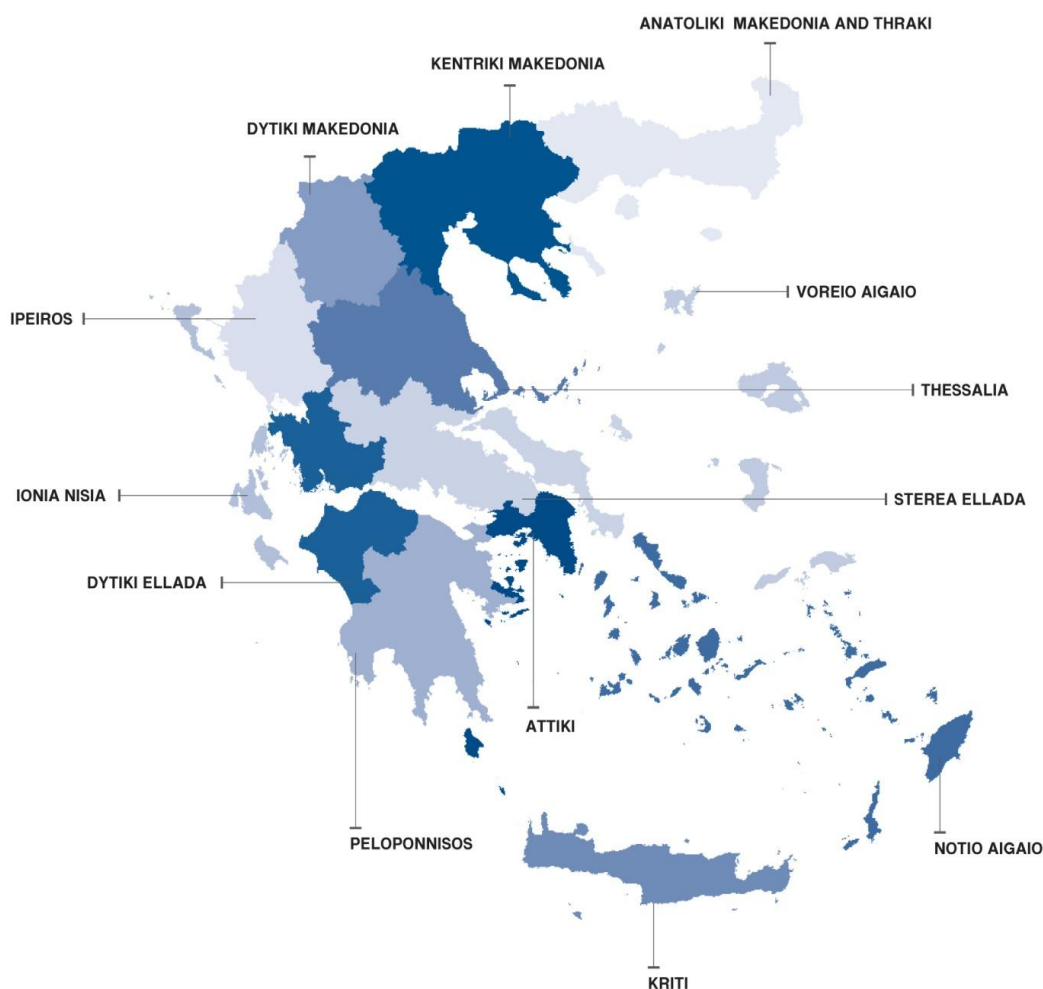 ANATOLIKI MAKEDONIA AND THRAKI
KENTRIKI MAKEDONIA
DYTIKI MAKEDONIA
VOREIO AIGAIO
IPEIROS
THESSALIA
IONIA NISIA
STEREA ELLADA
DYTIKI ELLADA
ATTIKI
PELOPONNISOS
NOTIO AIGAIO
KRITI